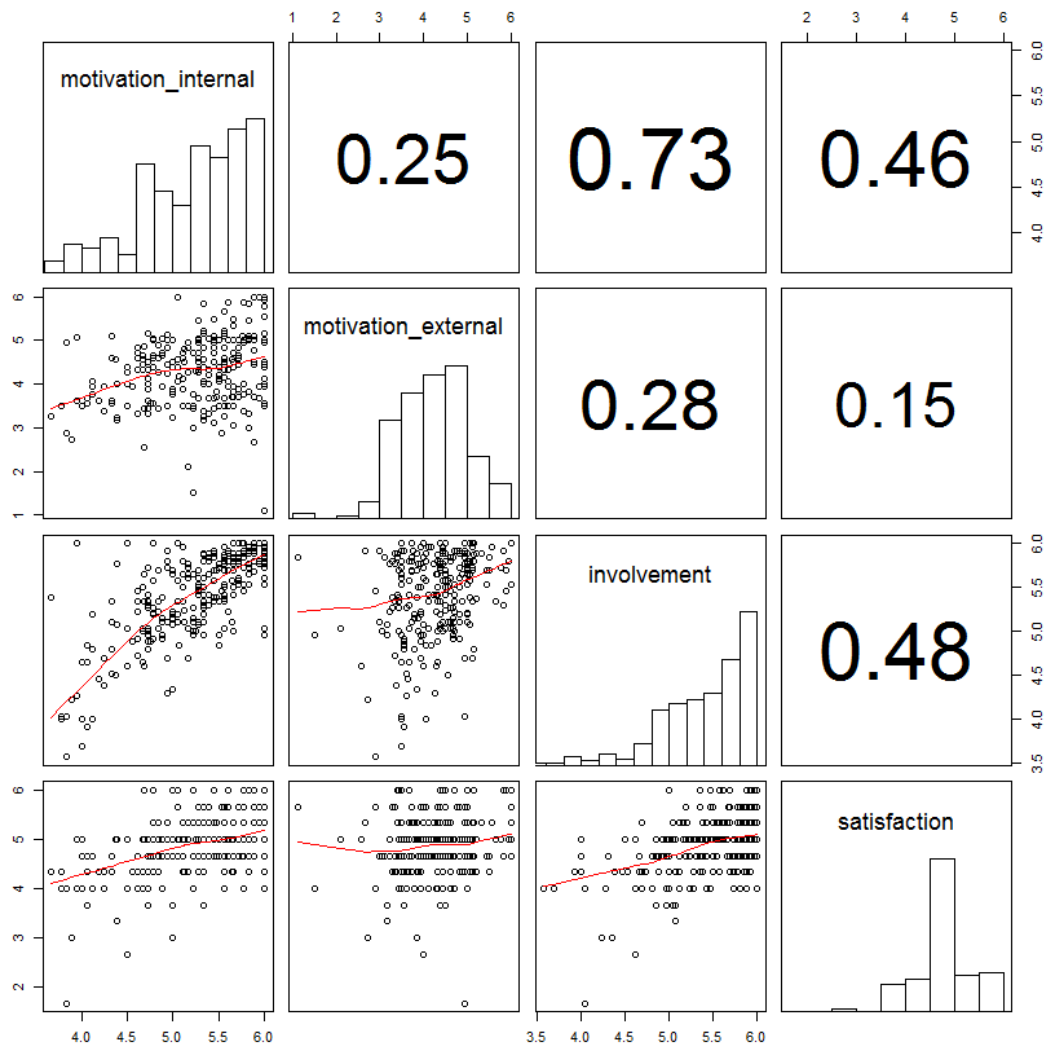 1 2 3 4 5 6 2 3 4 5 6
motivation_internal
0.25
0.73
0.46
4.0 4.5 5.0 5.5 6.0
1 2 3 4 5 6
motivation_external
0.28
0.15
involvement
0.48
3.5 4.0 4.5 5.0 5.5 6.0
2 3 4 5 6
satisfaction
4.0 4.5 5.0 5.5 6.0 3.5 4.0 4.5 5.0 5.5 6.0